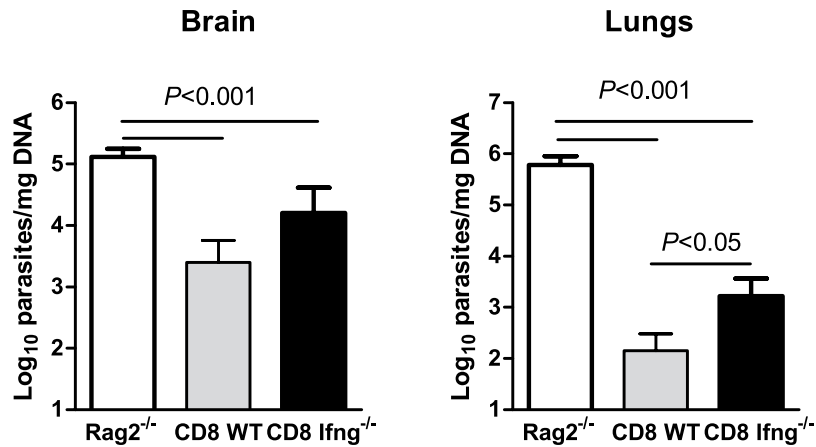 Brain
Log₁₀ parasites/mg DNA
6
5
4
3
2
1
P<0.001
Rag2⁻/⁻ CD8 WT CD8 Ifng⁻/⁻
Lungs
Log₁₀ parasites/mg DNA
7
6
5
4
3
2
1
P<0.001
P<0.05
Rag2⁻/⁻ CD8 WT CD8 Ifng⁻/⁻